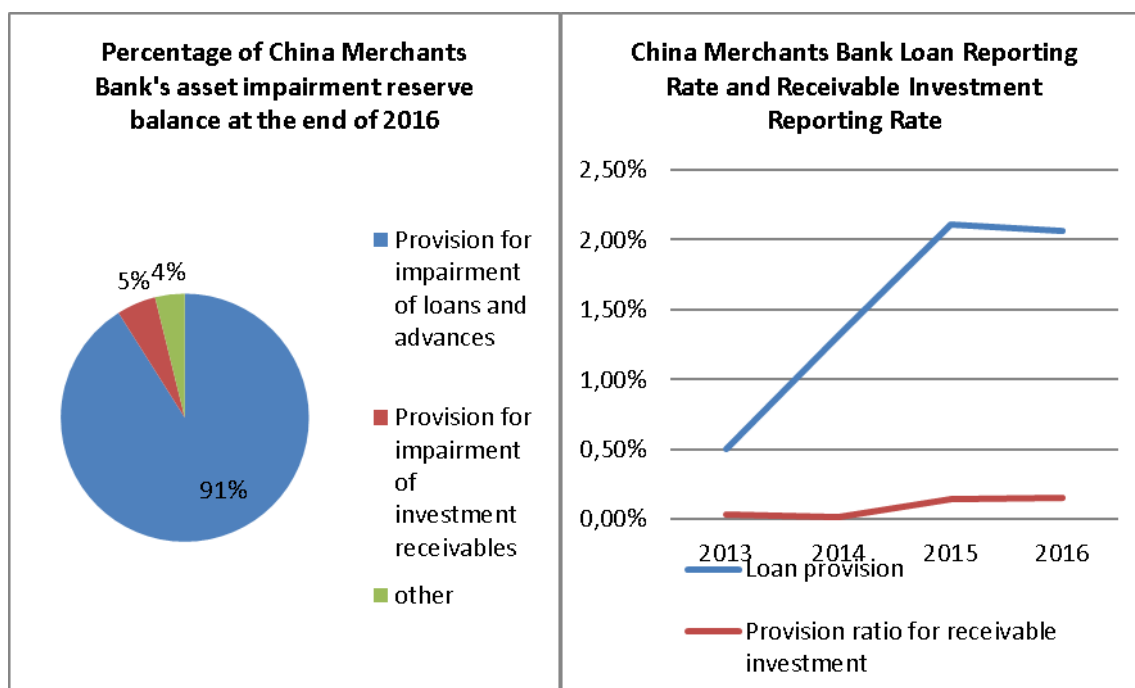 Percentage of China Merchants
Bank's asset impairment reserve
balance at the end of 2016
5%
4%
91%
Provision for
impairment
of loans and
advances
Provision for
impairment
of
investment
receivables
other
China Merchants Bank Loan Reporting
Rate and Receivable Investment
Reporting Rate
2,50%
2,00%
1,50%
1,00%
0,50%
0,00%
2013 2014 2015 2016
Loan provision
Provision ratio for receivable
investment